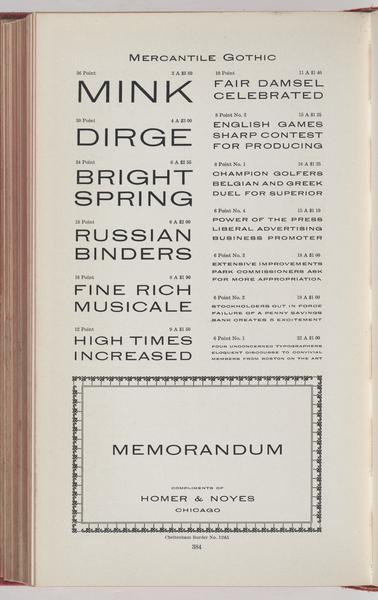 MERCANTILE GOTHIC
36 Point 3 A $3 60
MINK
30 Point 4 A $3 00
DIRGE
24 Point 6 A $2 55
BRIGHT
SPRING
18 Point 6 A $2 00
RUSSIAN
BINDERS
16 Point 8 A $1 90
FINE RICH
MUSICALE
12 Point 9 A $1 50
HIGH TIMES
INCREASED
10 Point 11 A $1 40
FAIR DAMSEL
CELEBRATED
8 Point No. 2 15 A $1 25
ENGLISH GAMES
SHARP CONTEST
FOR PRODUCING
8 Point No. 1 16 A $1 25
CHAMPION GOLFERS
BELGIAN AND GREEK
DUEL FOR SUPERIOR
6 Point No. 4 15 A $1 10
POWER OF THE PRESS
LIBERAL ADVERTISING
BUSINESS PROMOTER
6 Point No. 3 18 A $1 00
EXTENSIVE IMPROVEMENTS
PARK COMMISSIONERS ASK
FOR MORE APPROPRIATION
6 Point No. 2 19 A $1 00
STOCKHOLDERS OUT IN FORCE
FAILURE OF A PENNY SAVINGS
BANK CREATES 5 EXCITEMENT
6 Point No. 1 22 A $1 00
FOUR UNCONCERNED TYPOGRAPHERS
ELOQUENT DISCOURSE TO CONVIVIAL
MEMBERS FROM BOSTON ON THE ART
MEMORANDUM
COMPLIMENTS OF
HOMER & NOYES
CHICAGO
Cheltenham Border No. 1241
384